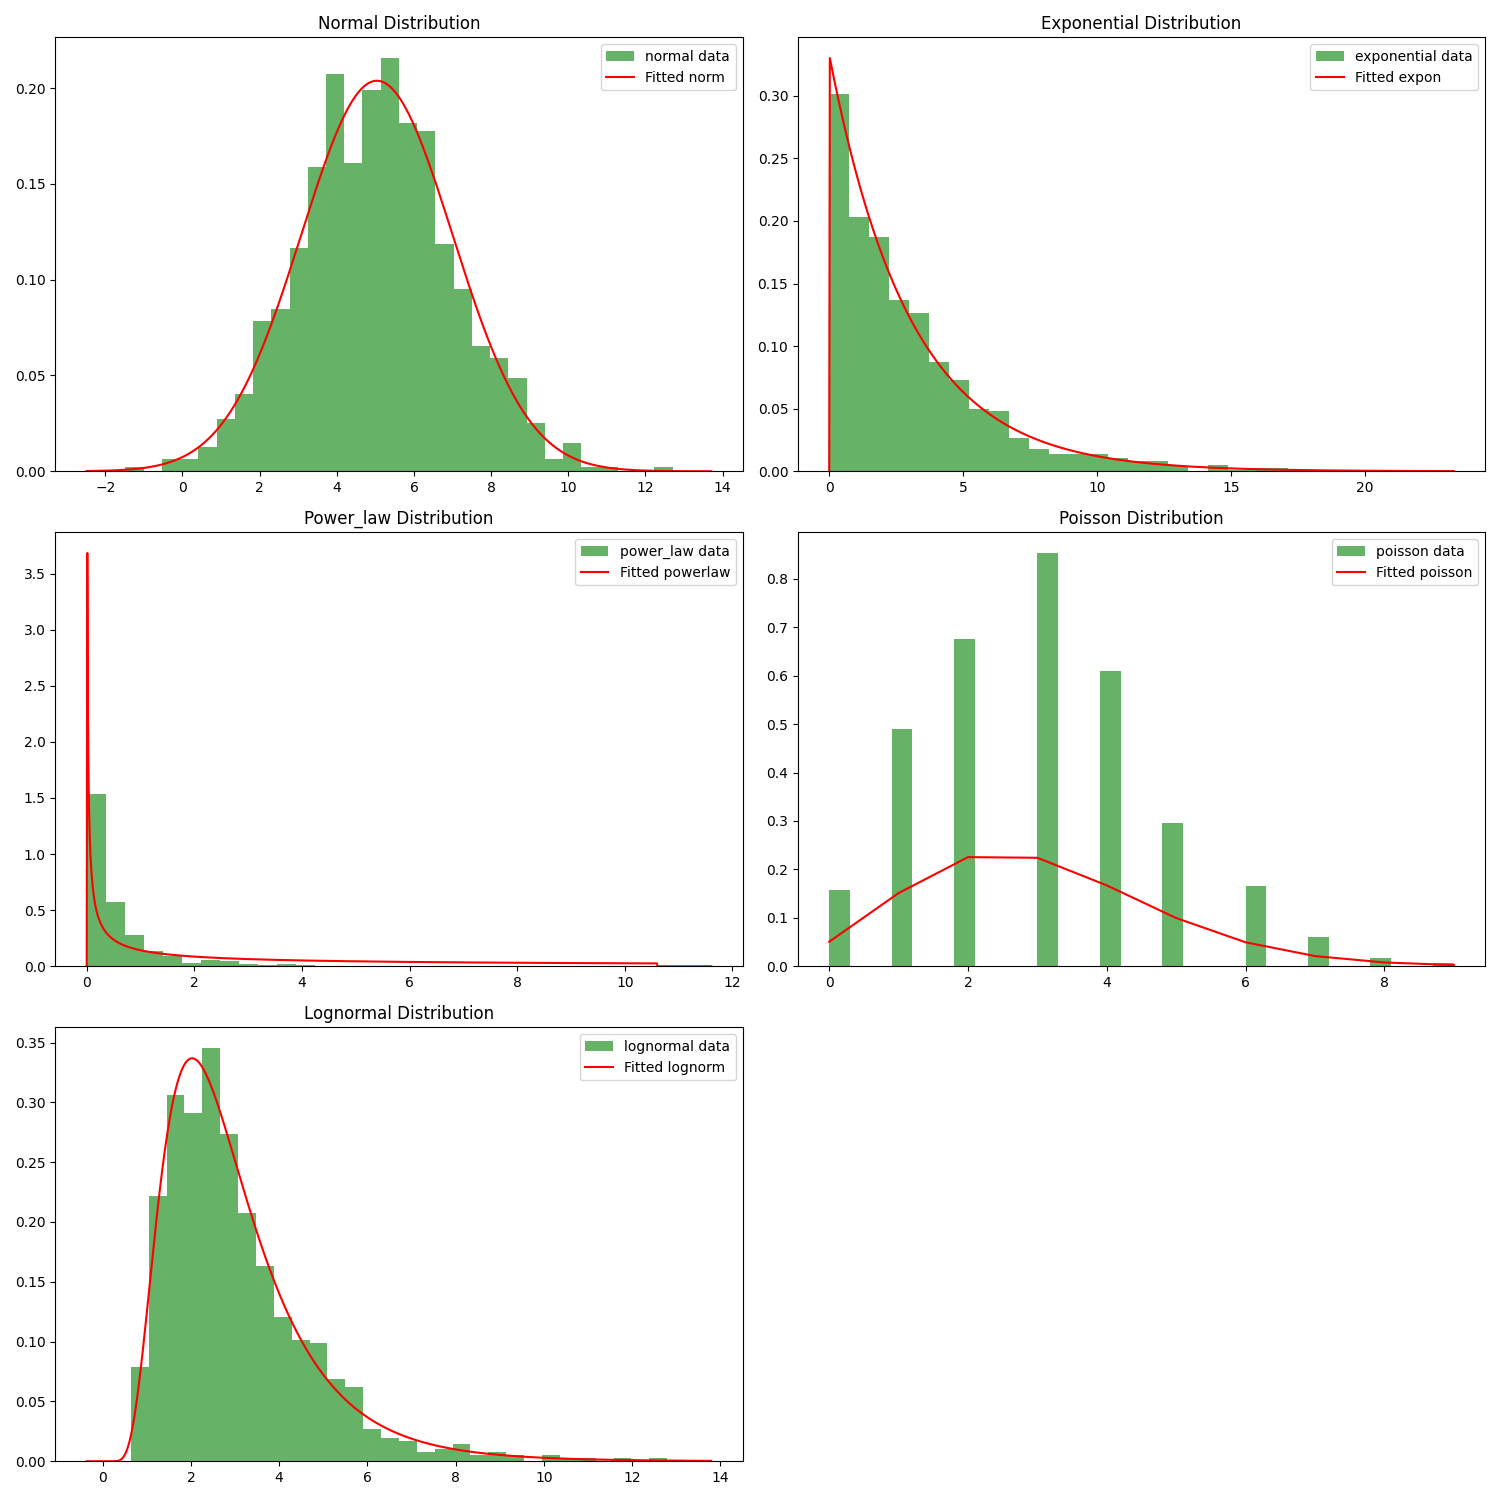 Normal Distribution
normal data
Fitted norm
0.20
0.15
0.10
0.05
0.00
−2 0 2 4 6 8 10 12 14
Exponential Distribution
exponential data
Fitted expon
0.30
0.25
0.20
0.15
0.10
0.05
0.00
0 5 10 15 20
Power_law Distribution
power_law data
Fitted powerlaw
3.5
3.0
2.5
2.0
1.5
1.0
0.5
0.0
0 2 4 6 8 10 12
Poisson Distribution
poisson data
Fitted poisson
0.8
0.7
0.6
0.5
0.4
0.3
0.2
0.1
0.0
0 2 4 6 8
Lognormal Distribution
lognormal data
Fitted lognorm
0.35
0.30
0.25
0.20
0.15
0.10
0.05
0.00
0 2 4 6 8 10 12 14